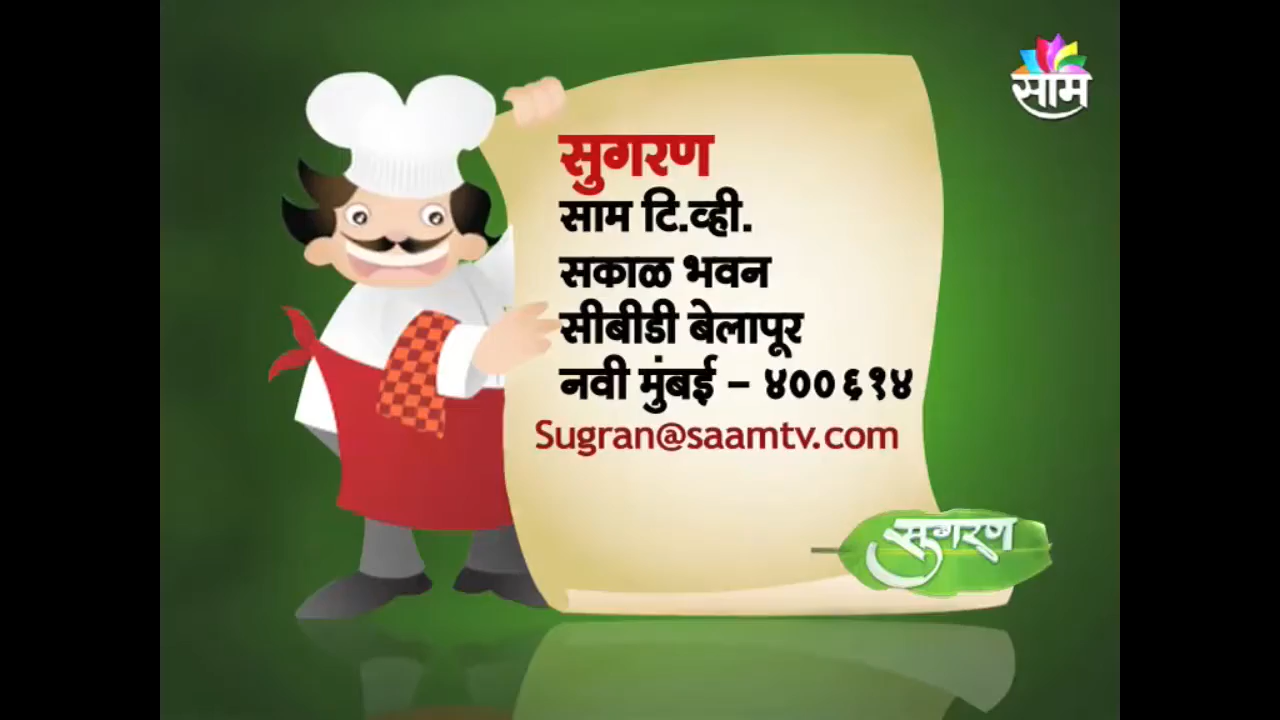 साम
सुगरण
साम टि.व्ही.
सकाळ भवन
सीबीडी बेलापूर
नवी मुंबई - ४००६१४
Sugran@saamtv.com
सुगरण